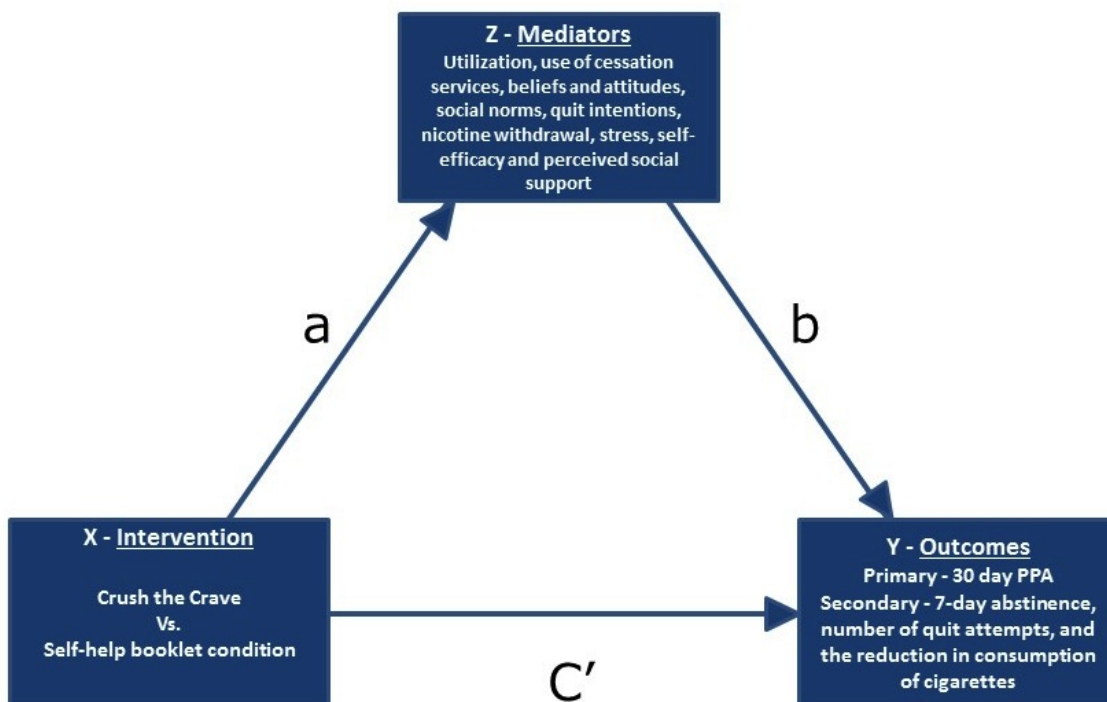 Z - Mediators
Utilization, use of cessation
services, beliefs and attitudes,
social norms, quit intentions,
nicotine withdrawal, stress, self-
efficacy and perceived social
support
a
b
X - Intervention
Crush the Crave
Vs.
Self-help booklet condition
Y - Outcomes
Primary - 30 day PPA
Secondary - 7-day abstinence,
number of quit attempts, and
the reduction in consumption
of cigarettes
C′